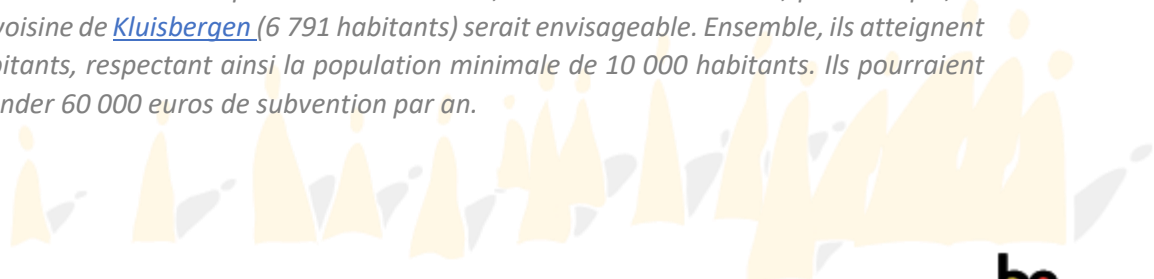 voisine de Kluisbergen (6 791 habitants) serait envisageable. Ensemble, ils atteignent
bitants, respectant ainsi la population minimale de 10 000 habitants. Ils pourraient
nder 60 000 euros de subvention par an.